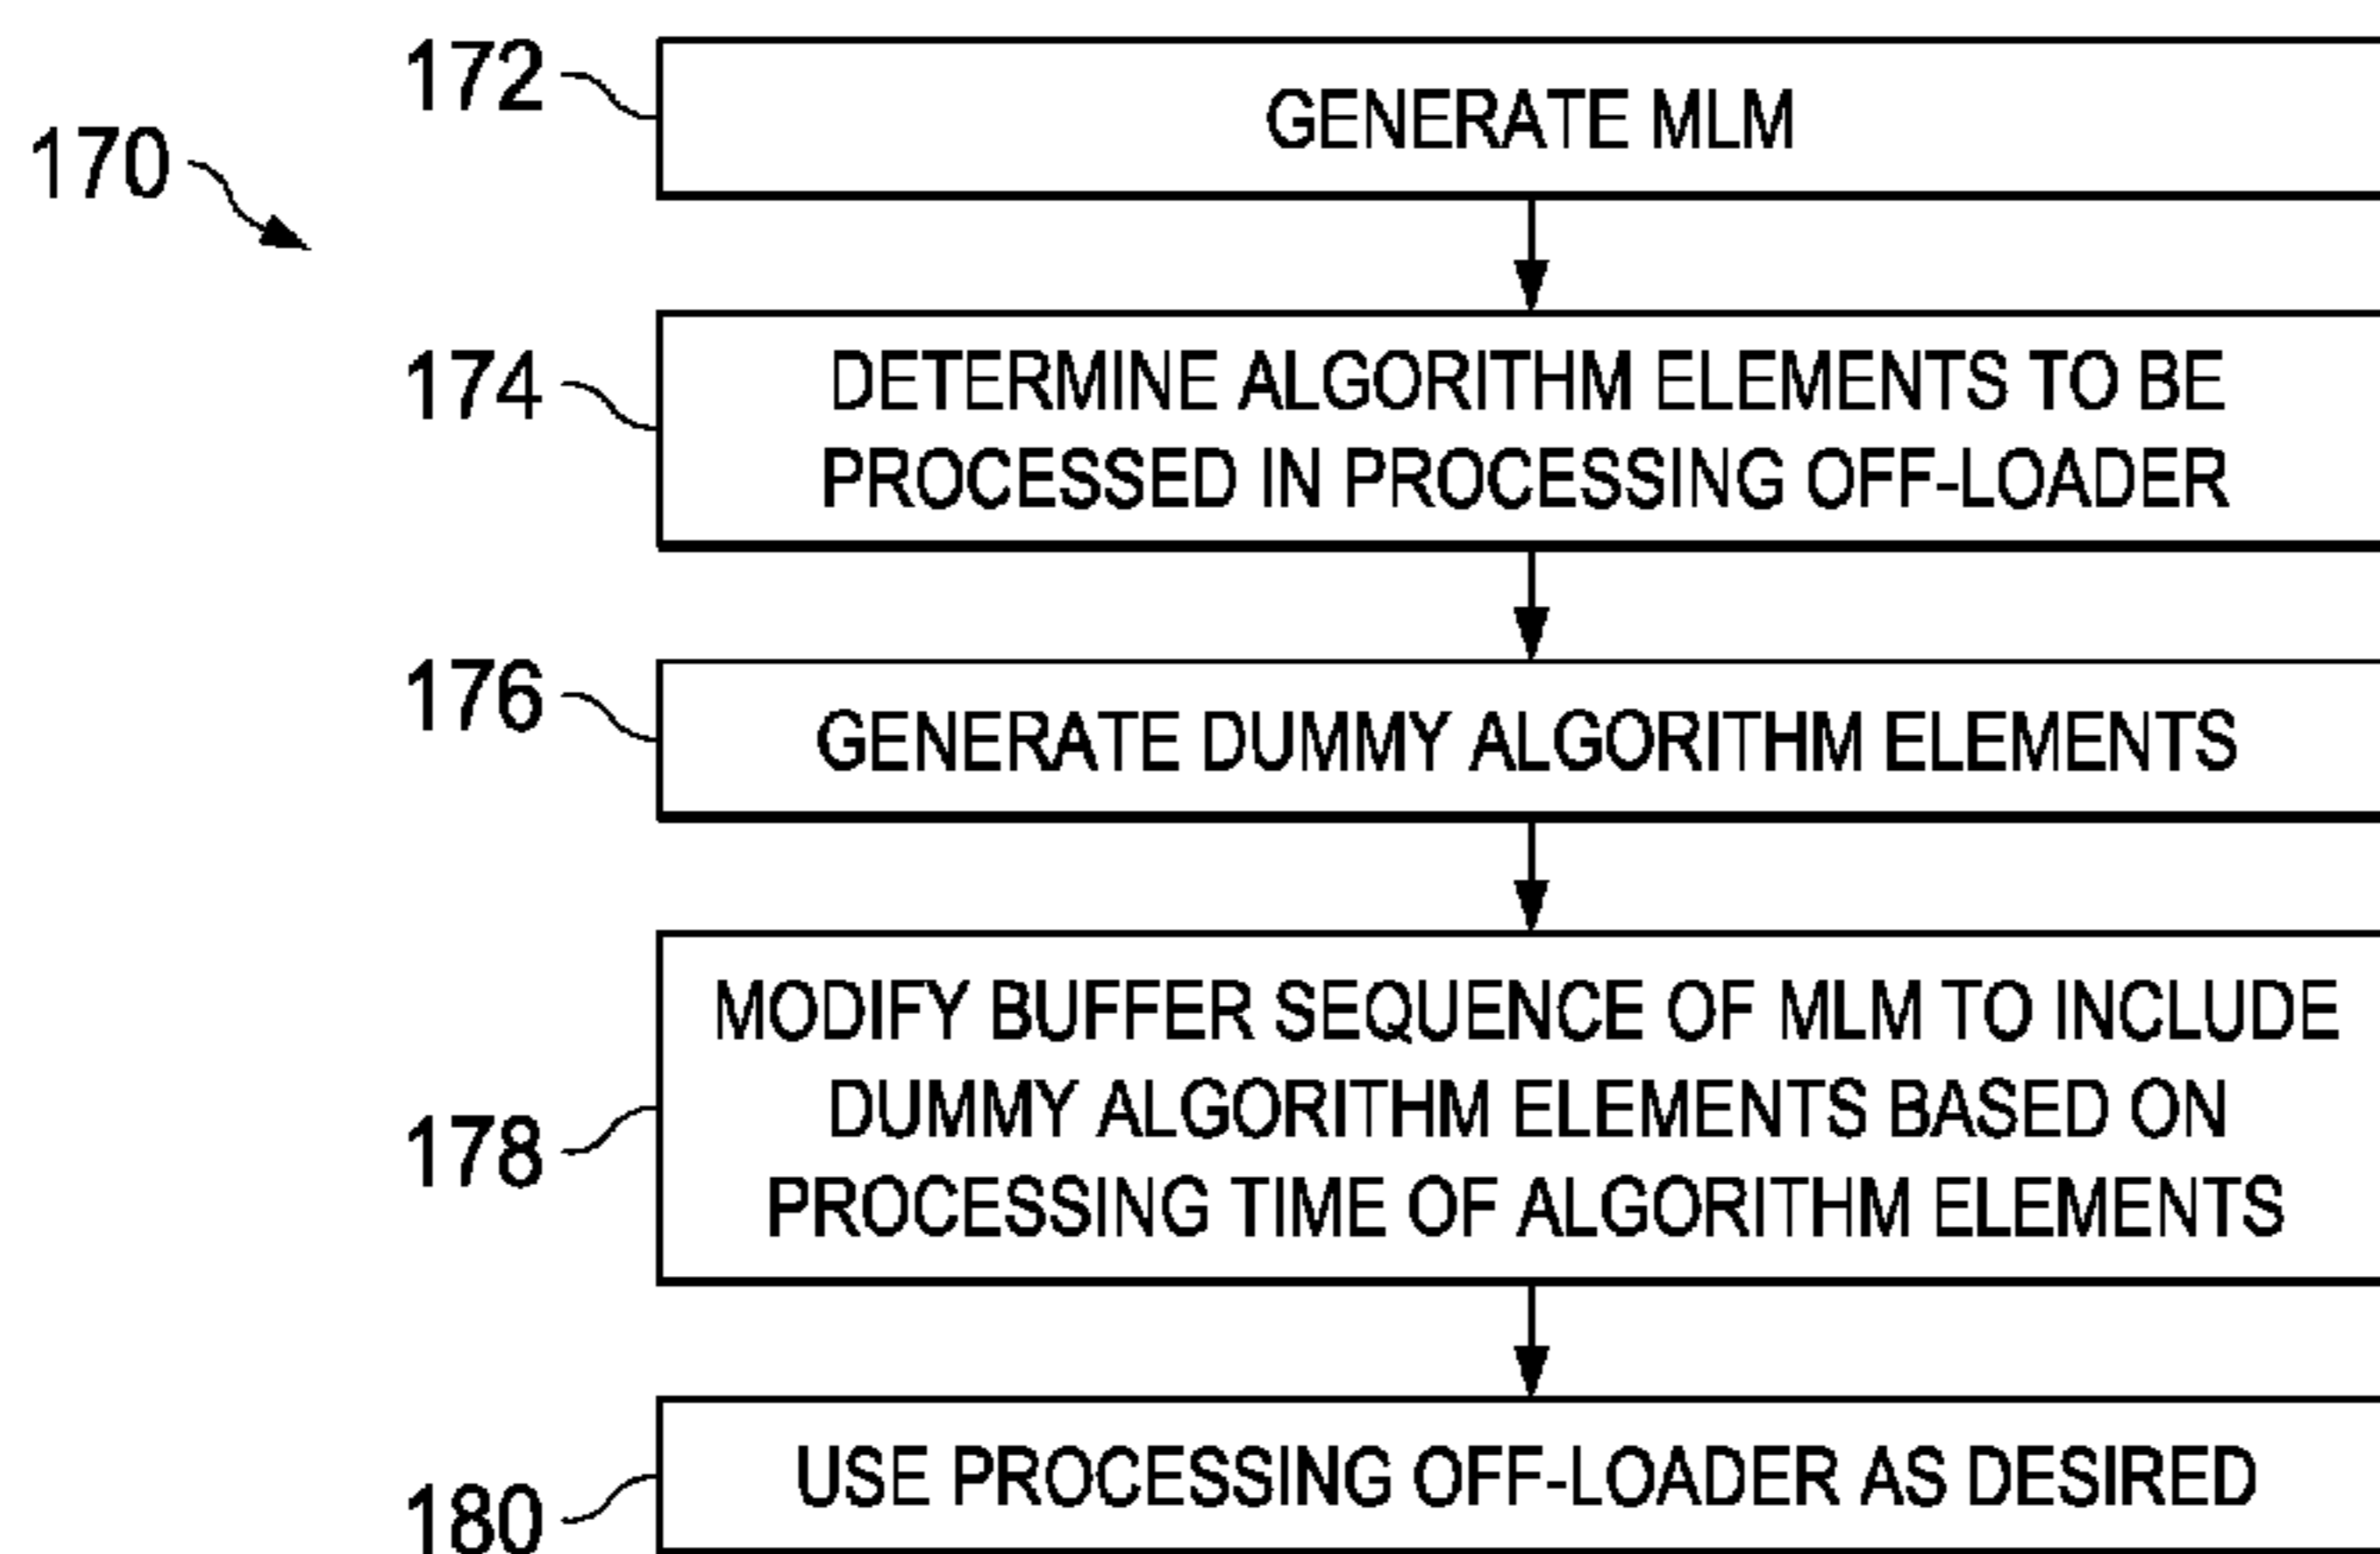 172
GENERATE MLM
170
174
DETERMINE ALGORITHM ELEMENTS TO BE
PROCESSED IN PROCESSING OFF-LOADER
176
GENERATE DUMMY ALGORITHM ELEMENTS
178
MODIFY BUFFER SEQUENCE OF MLM TO INCLUDE
DUMMY ALGORITHM ELEMENTS BASED ON
PROCESSING TIME OF ALGORITHM ELEMENTS
180
USE PROCESSING OFF-LOADER AS DESIRED